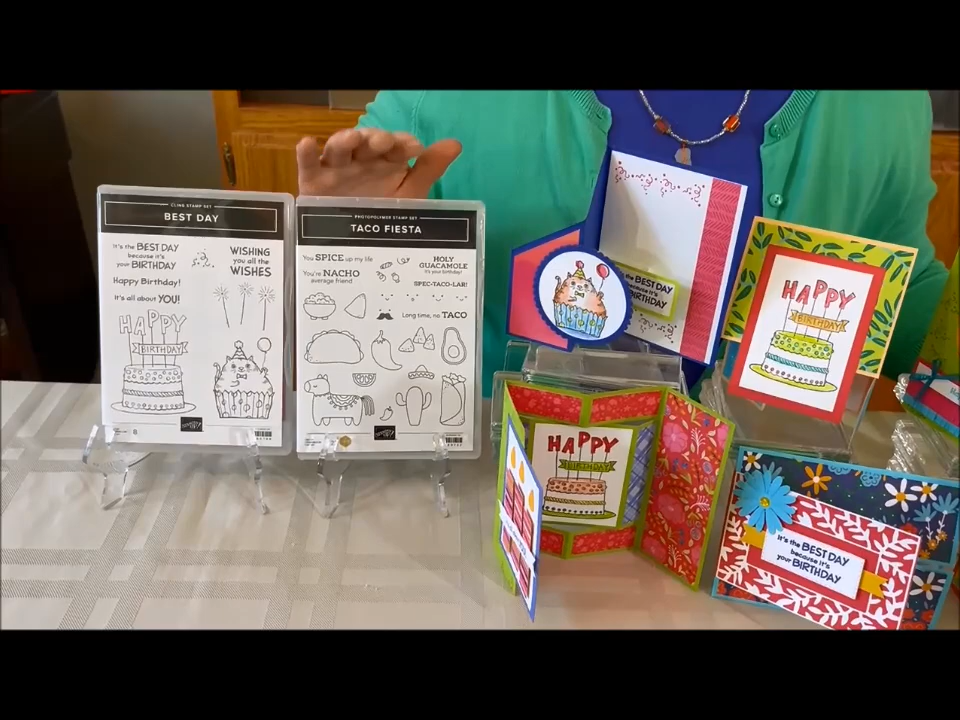 CLING STAMP SET
BEST DAY
It's the BEST DAY
because it's
your BIRTHDAY
WISHING
you all the
WISHES
Happy Birthday!
It's all about YOU!
HAPPY
BIRTHDAY
PHOTOPOLYMER STAMP SET
TACO FIESTA
You SPICE up my life
HOLY
GUACAMOLE
it's your birthday!
You're NACHO
average friend
SPEC-TACO-LAR!
Long time, no TACO
the BEST DAY
because it's
BIRTHDAY
HAPPY
BIRTHDAY
HAPPY
BIRTHDAY
It's the BEST DAY
because it's
your BIRTHDAY